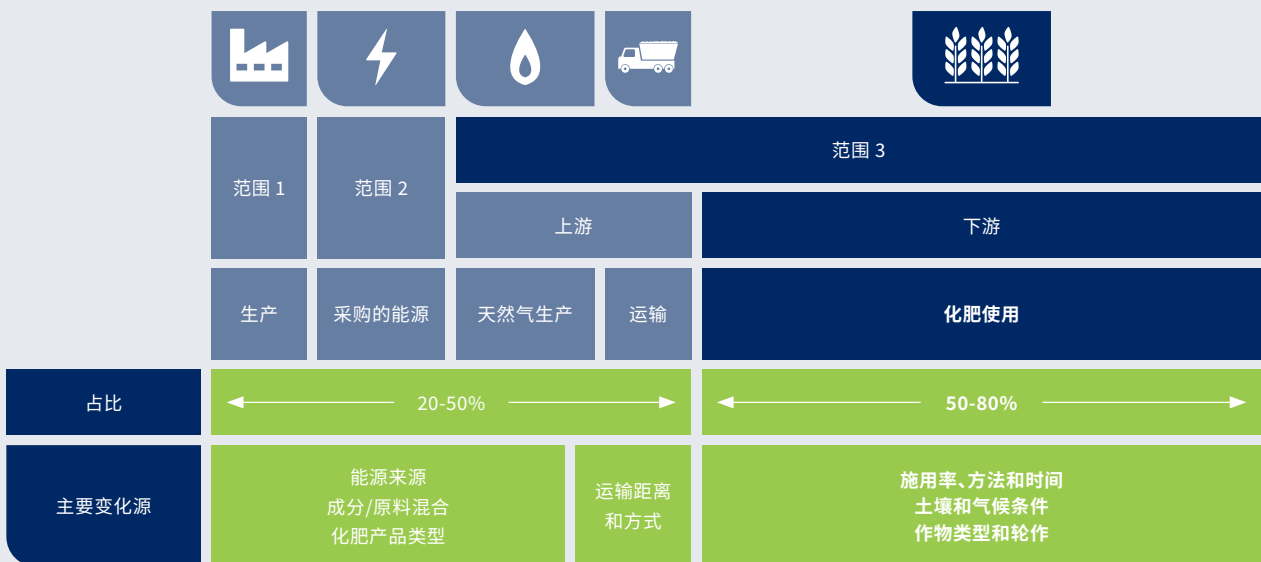 范围 1
范围 2
范围 3
上游
下游
生产
采购的能源
天然气生产
运输
化肥使用
占比
20-50%
50-80%
主要变化源
能源来源
成分/原料混合
化肥产品类型
运输距离
和方式
施用率、方法和时间
土壤和气候条件
作物类型和轮作